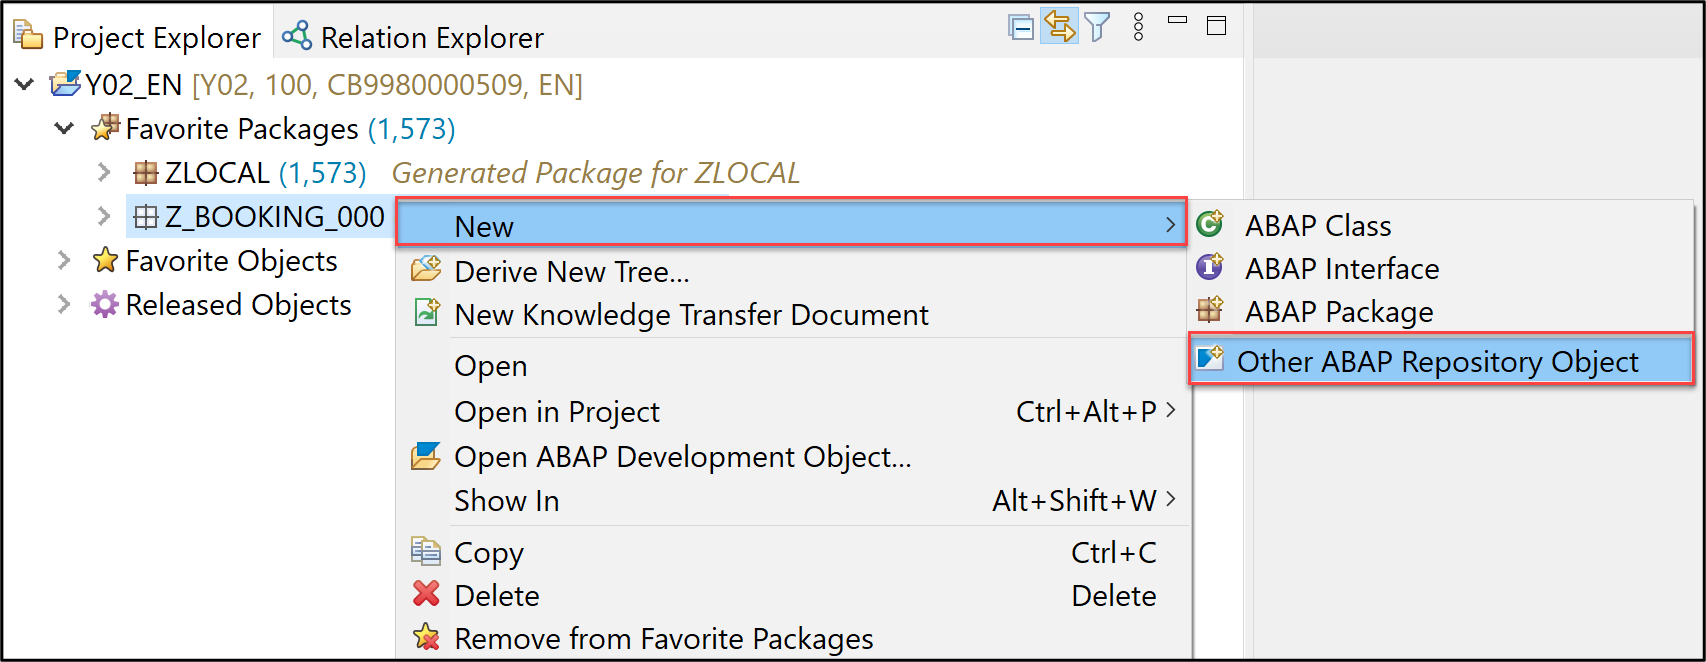 Project Explorer Relation Explorer
Y02_EN [Y02, 100, CB9980000509, EN]
Favorite Packages (1,573)
ZLOCAL (1,573) Generated Package for ZLOCAL
Z_BOOKING_000
Favorite Objects
Released Objects
New
Derive New Tree...
New Knowledge Transfer Document
Open
Open in Project Ctrl+Alt+P
Open ABAP Development Object...
Show In Alt+Shift+W
Copy Ctrl+C
Delete Delete
Remove from Favorite Packages
ABAP Class
ABAP Interface
ABAP Package
Other ABAP Repository Object